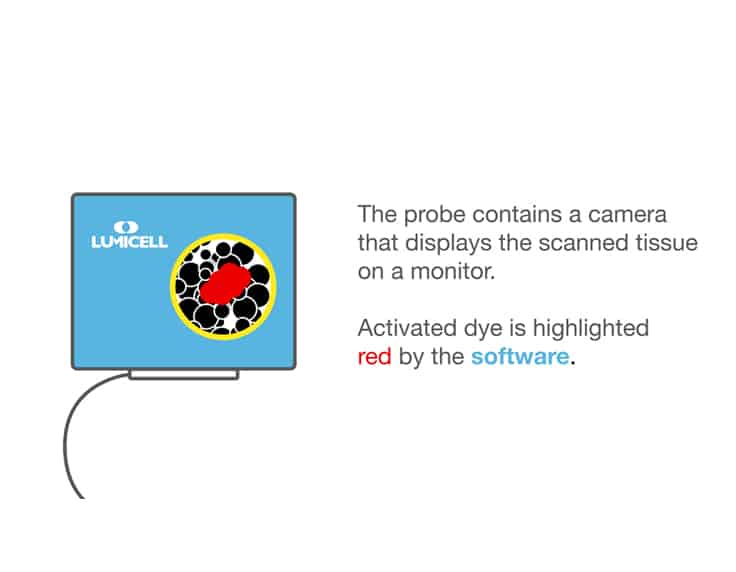 LUMICELL
The probe contains a camera
that displays the scanned tissue
on a monitor.
Activated dye is highlighted
red by the software.